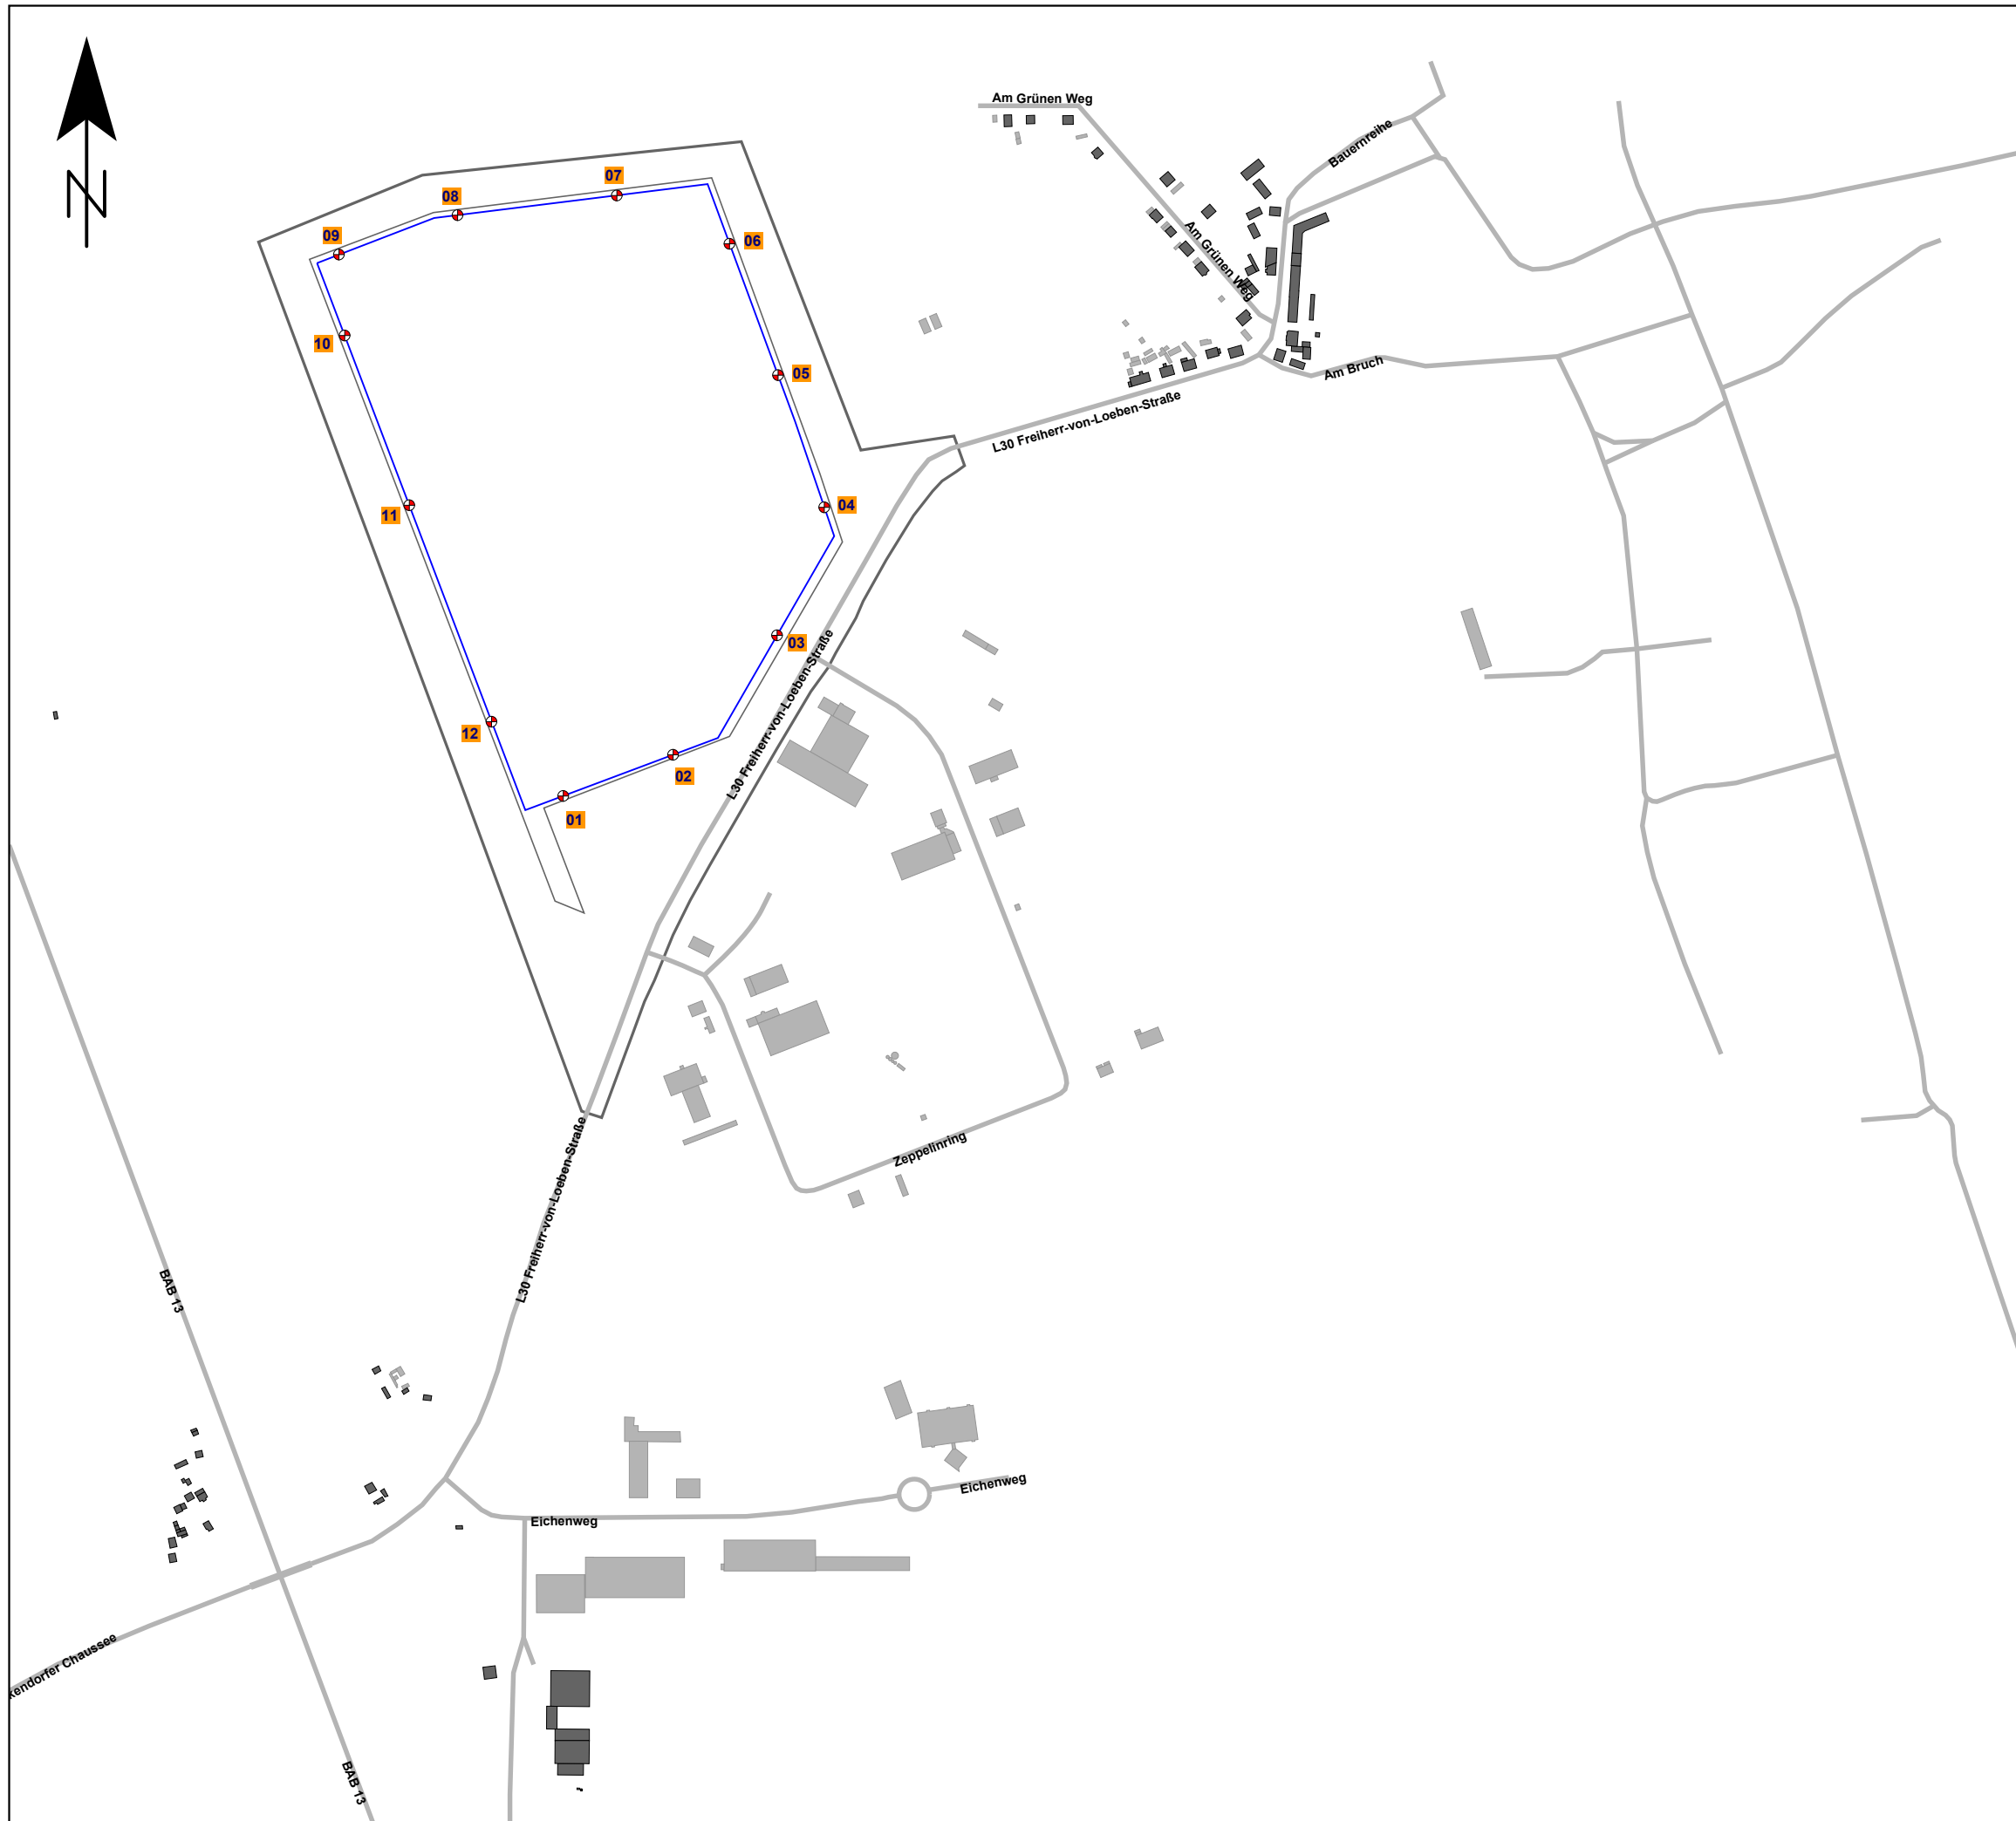 Am Grünen Weg
Bauernreihe
N
07
08
09
06
Am Grünen Weg
10
05
Am Bruch
L30 Freiherr-von-Loeben-Straße
04
11
03
L30 Freiherr-von-Loeben-Straße
12
02
01
Zeppelinring
L30 Freiherr-von-Loeben-Straße
BAB 13
Eichenweg
Eichenweg
kendorfer Chaussee
BAB 13